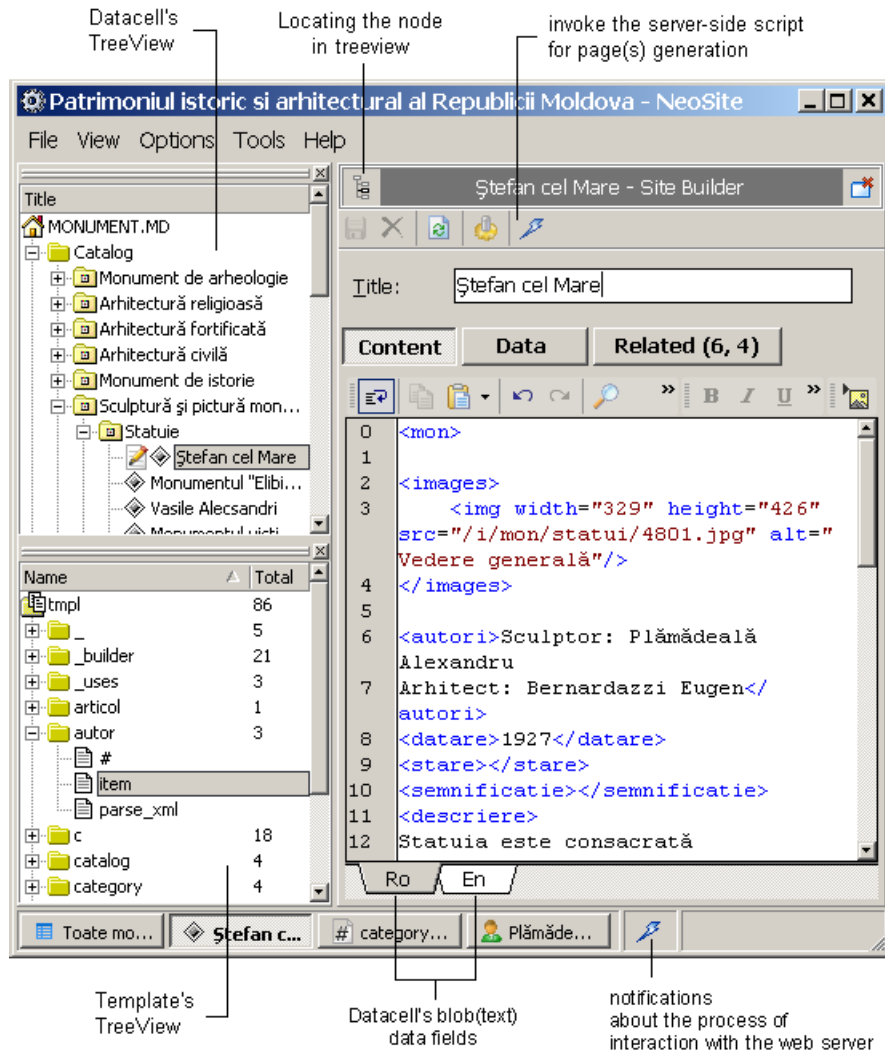 Datacell's
TreeView
Locating the node
in treeview
invoke the server-side script
for page(s) generation
Patrimoniul istoric si arhitectural al Republicii Moldova - NeoSite
File View Options Tools Help
Title
MONUMENT.MD
Catalog
Monument de arheologie
Arhitectură religioasă
Arhitectură fortificată
Arhitectură civilă
Monument de istorie
Sculptură şi pictură mon...
Statuie
Ştefan cel Mare
Monumentul "Elibi...
Vasile Alecsandri
Name Total
tmpl 86
_ 5
_builder 21
_uses 3
articol 1
autor 3
#
item
parse_xml
c 18
catalog 4
category 4
Ştefan cel Mare - Site Builder
Title: Ştefan cel Mare
Content Data Related (6, 4)
B I U
0 <mon>
1
2 <images>
3 <img width="329" height="426"
src="/i/mon/statui/4801.jpg" alt="
Vedere generală"/>
4 </images>
5
6 <autori>Sculptor: Plămădeală
Alexandru
7 Arhitect: Bernardazzi Eugen</
autori>
8 <datare>1927</datare>
9 <stare></stare>
10 <semnificatie></semnificatie>
11 <descriere>
12 Statuia este consacrată
Ro En
Toate mo... Ştefan c... # category... Plămăde...
Template's
TreeView
Datacell's blob(text)
data fields
notifications
about the process of
interaction with the web server